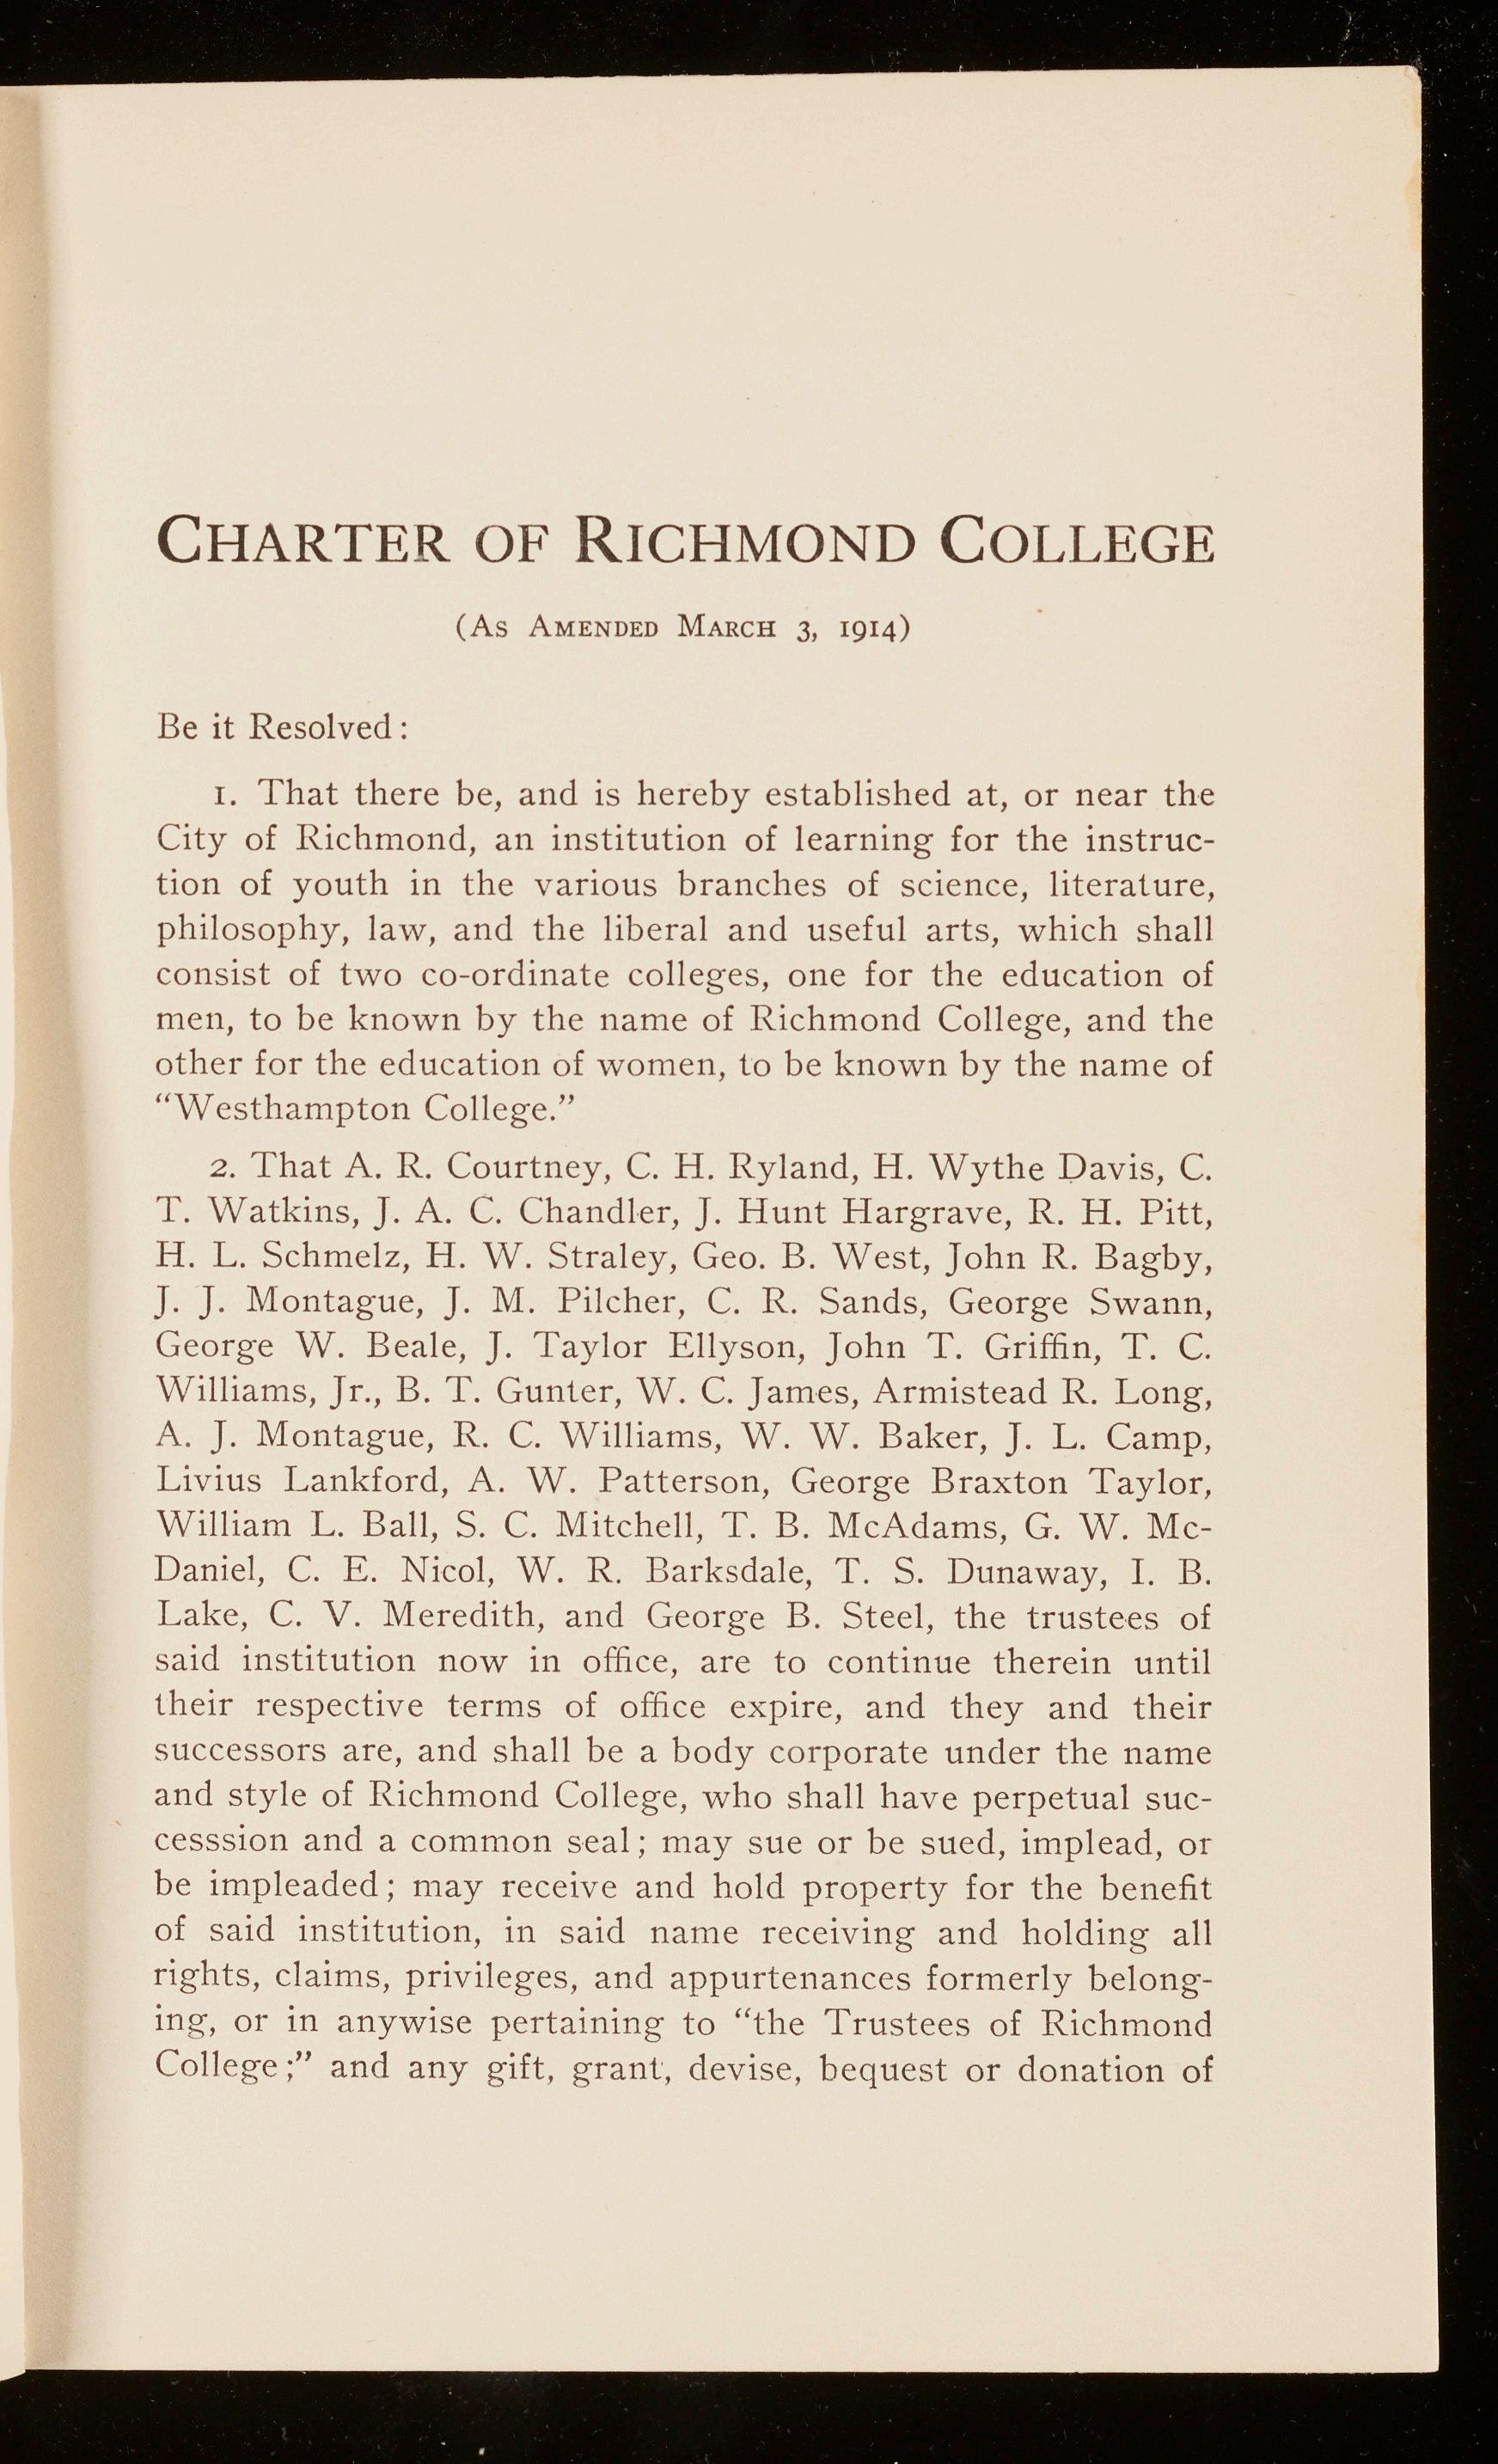 CHARTER OF RICHMOND COLLEGE
(AS AMENDED MARCH 3, 1914)
Be it Resolved:
1. That there be, and is hereby established at, or near the
City of Richmond, an institution of learning for the instruc-
tion of youth in the various branches of science, literature,
philosophy, law, and the liberal and useful arts, which shall
consist of two co-ordinate colleges, one for the education of
men, to be known by the name of Richmond College, and the
other for the education of women, to be known by the name of
“Westhampton College.”
2. That A. R. Courtney, C. H. Ryland, H. Wythe Davis, C.
T. Watkins, J. A. C. Chandler, J. Hunt Hargrave, R. H. Pitt,
H. L. Schmelz, H. W. Straley, Geo. B. West, John R. Bagby,
J. J. Montague, J. M. Pilcher, C. R. Sands, George Swann,
George W. Beale, J. Taylor Ellyson, John T. Griffin, T. C.
Williams, Jr., B. T. Gunter, W. C. James, Armistead R. Long,
A. J. Montague, R. C. Williams, W. W. Baker, J. L. Camp,
Livius Lankford, A. W. Patterson, George Braxton Taylor,
William L. Ball, S. C. Mitchell, T. B. McAdams, G. W. Mc-
Daniel, C. E. Nicol, W. R. Barksdale, T. S. Dunaway, I. B.
Lake, C. V. Meredith, and George B. Steel, the trustees of
said institution now in office, are to continue therein until
their respective terms of office expire, and they and their
successors are, and shall be a body corporate under the name
and style of Richmond College, who shall have perpetual suc-
cesssion and a common seal; may sue or be sued, implead, or
be impleaded; may receive and hold property for the benefit
of said institution, in said name receiving and holding all
rights, claims, privileges, and appurtenances formerly belong-
ing, or in anywise pertaining to “the Trustees of Richmond
College;” and any gift, grant, devise, bequest or donation of